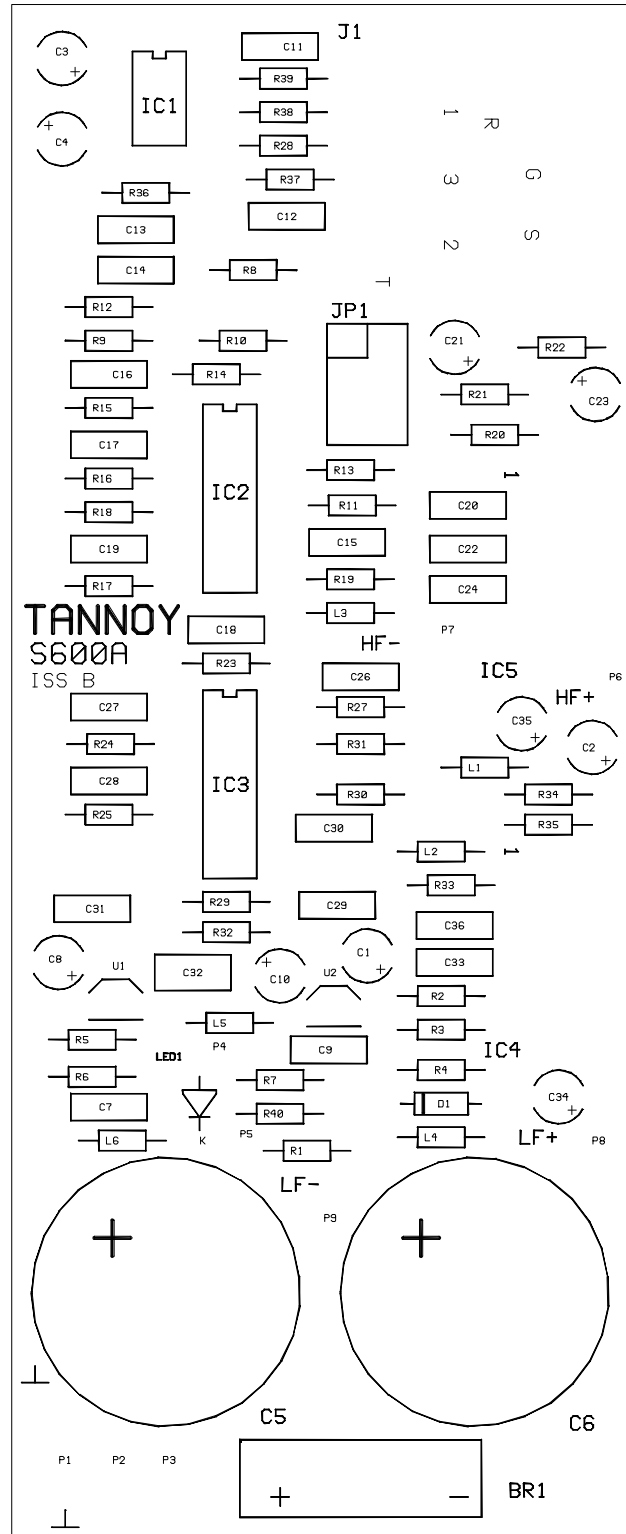 C3
C11
J1
R39
IC1
R38
1
R
C4
R28
R37
3
G
R36
C12
C13
S
2
C14
R8
T
R12
JP1
R9
R10
C21
R22
C16
R14
R15
R21
C23
C17
R20
R13
R16
1
IC2
R11
C20
R18
C15
C19
C22
R19
R17
C24
L3
TANNOY
C18
P7
HF-
S600A
R23
IC5
P6
ISS B
C26
HF+
C27
R27
C35
R24
R31
C2
L1
C28
IC3
R30
R34
R25
C30
R35
L2
1
R33
C31
R29
C29
C36
R32
C8
U1
C32
C10
U2
C1
C33
R2
L5
R3
R5
P4
C9
IC4
LED1
R6
R7
R4
C7
R40
D1
C34
L6
K
P5
R1
L4
LF+
P8
LF-
P9
+
+
C5
C6
P1
P2
P3
+
-
BR1